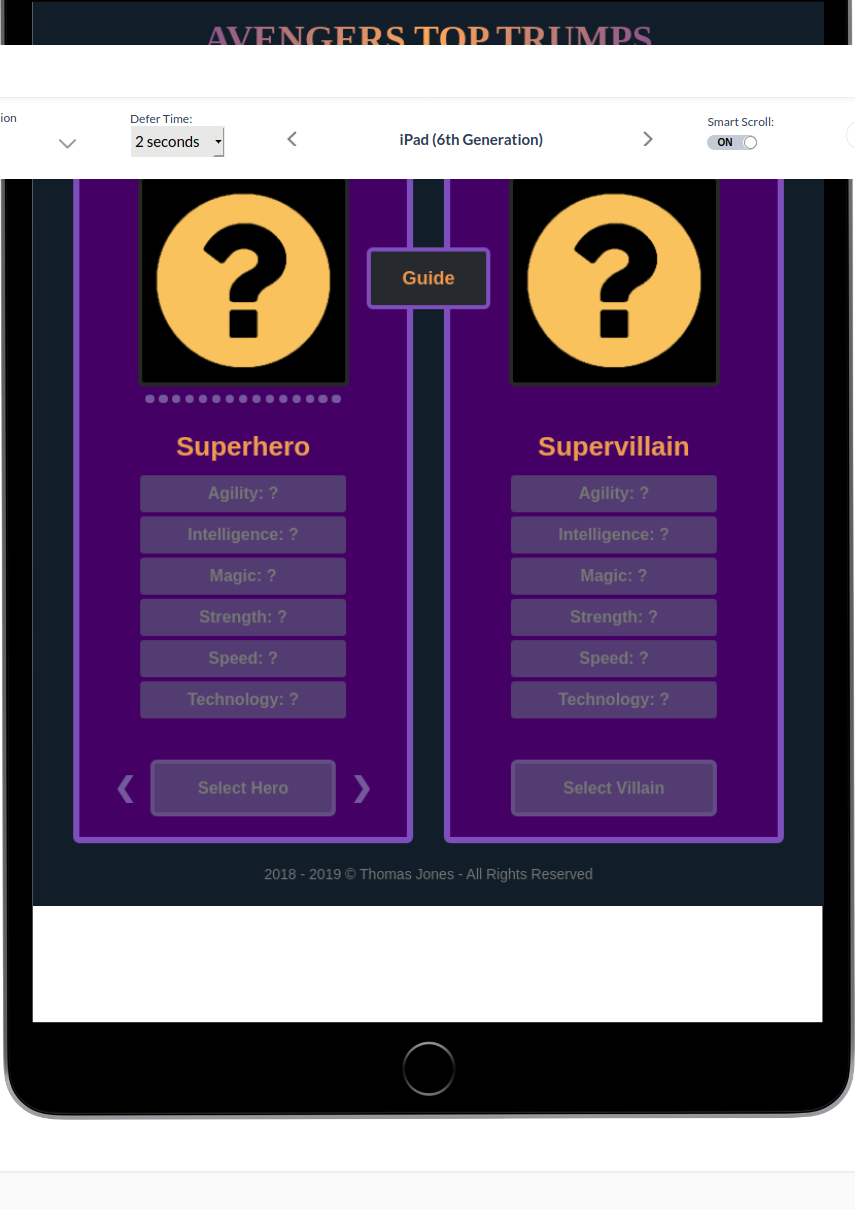 AVENGERS TOP TRUMPS
ion
Defer Time:
2 seconds
iPad (6th Generation)
Smart Scroll:
ON
Guide
Superhero
Agility: ?
Intelligence: ?
Magic: ?
Strength: ?
Speed: ?
Technology: ?
❮ Select Hero ❯
Supervillain
Agility: ?
Intelligence: ?
Magic: ?
Strength: ?
Speed: ?
Technology: ?
Select Villain
2018 - 2019 © Thomas Jones - All Rights Reserved